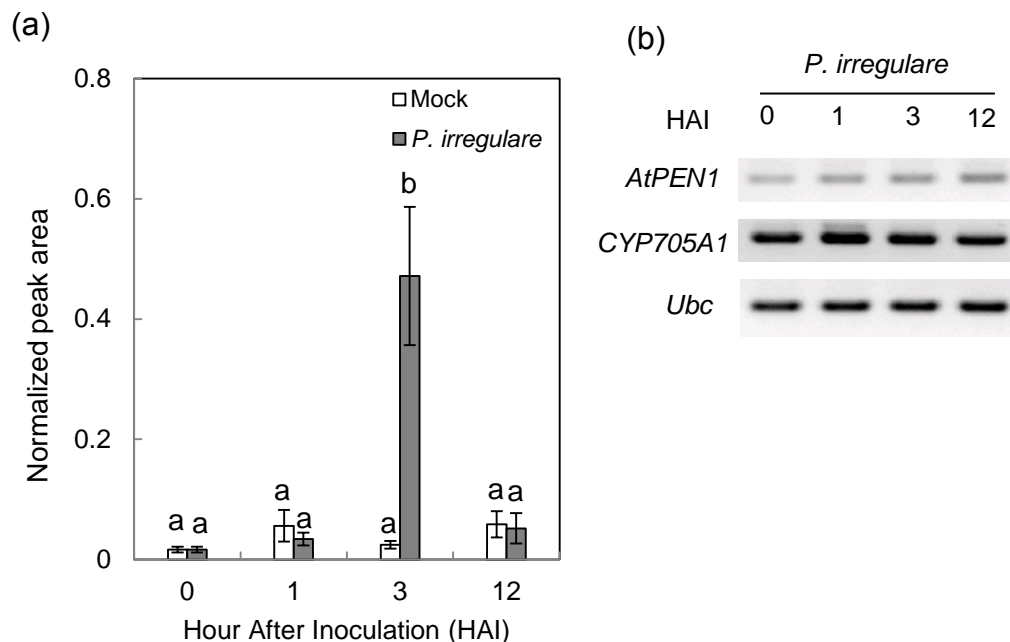 (a)
Normalized peak area
0.8
0.6
0.4
0.2
0
Mock
P. irregulare
a a
a a
a b
a a
0 1 3 12
Hour After Inoculation (HAI)
(b)
P. irregulare
HAI 0 1 3 12
AtPEN1
CYP705A1
Ubc